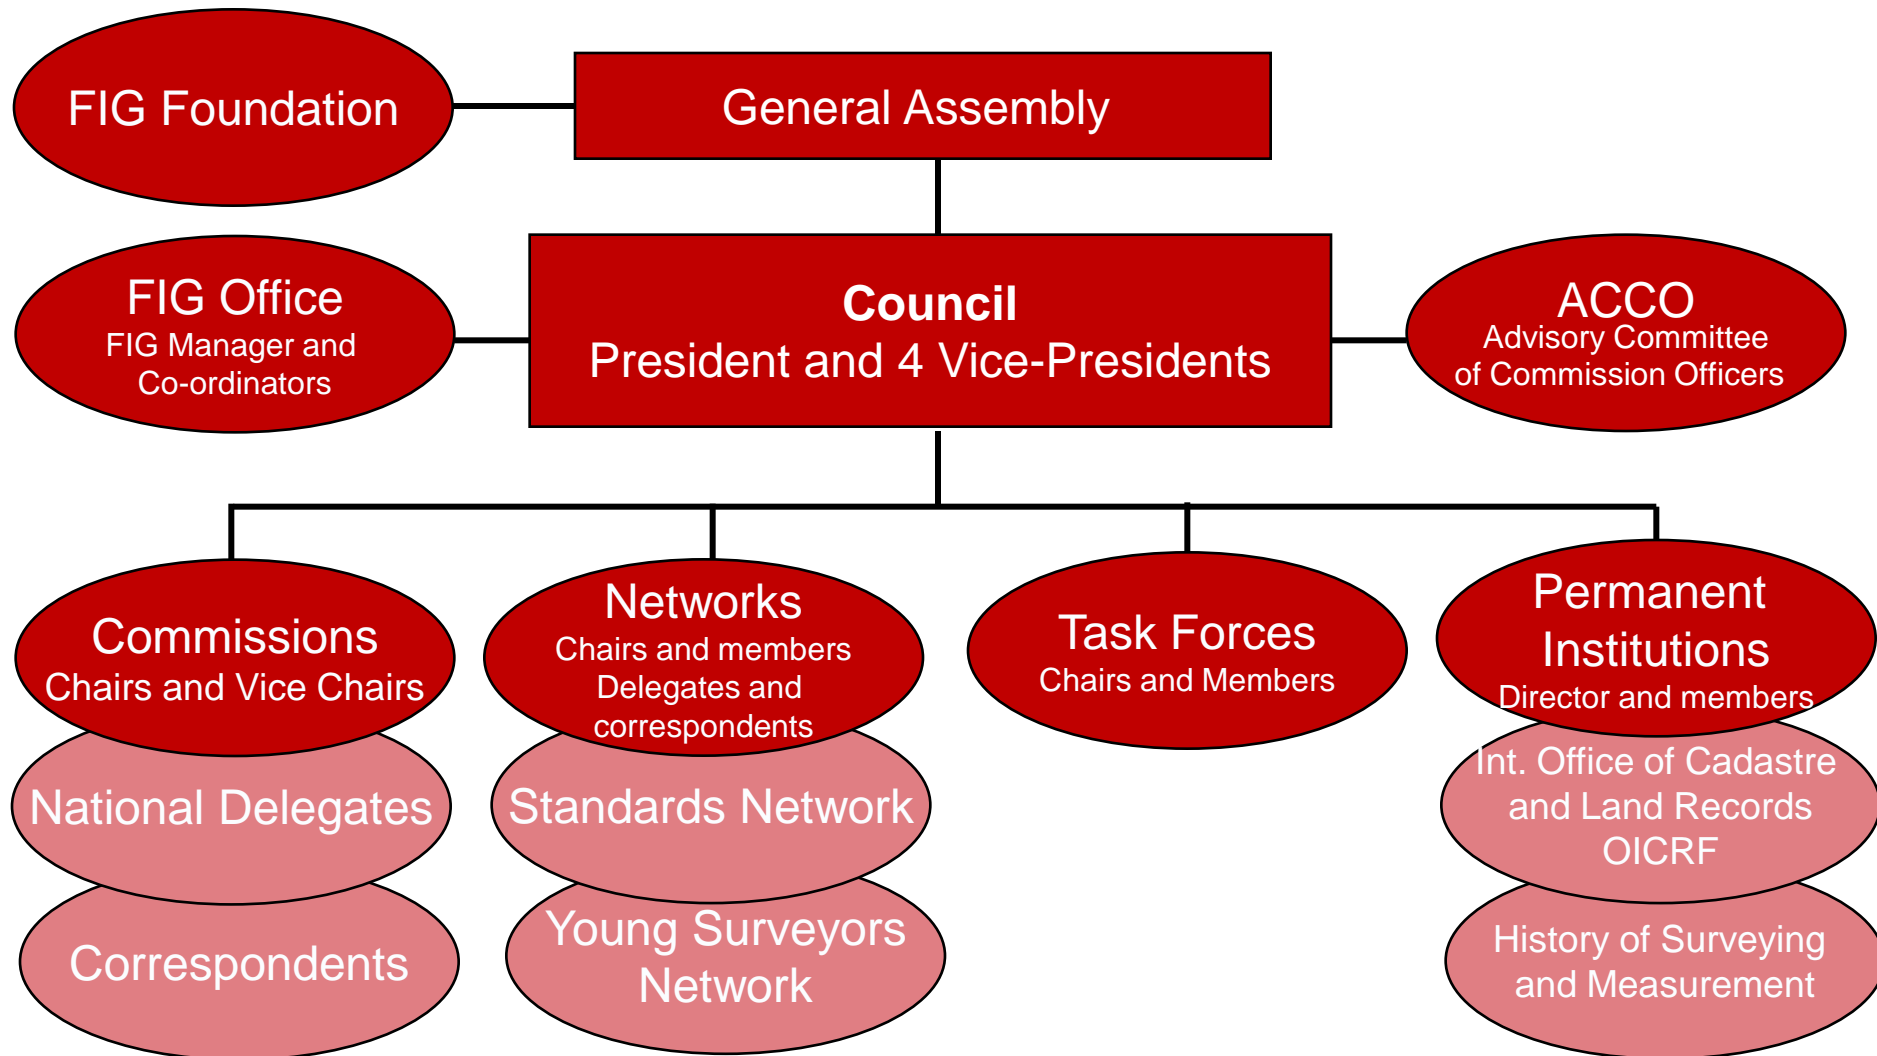 FIG Foundation
General Assembly
FIG Office
FIG Manager and
Co-ordinators
Council
President and 4 Vice-Presidents
ACCO
Advisory Committee
of Commission Officers
Commissions
Chairs and Vice Chairs
National Delegates
Correspondents
Networks
Chairs and members
Delegates and
correspondents
Standards Network
Young Surveyors
Network
Task Forces
Chairs and Members
Permanent
Institutions
Director and members
Int. Office of Cadastre
and Land Records
OICRF
History of Surveying
and Measurement